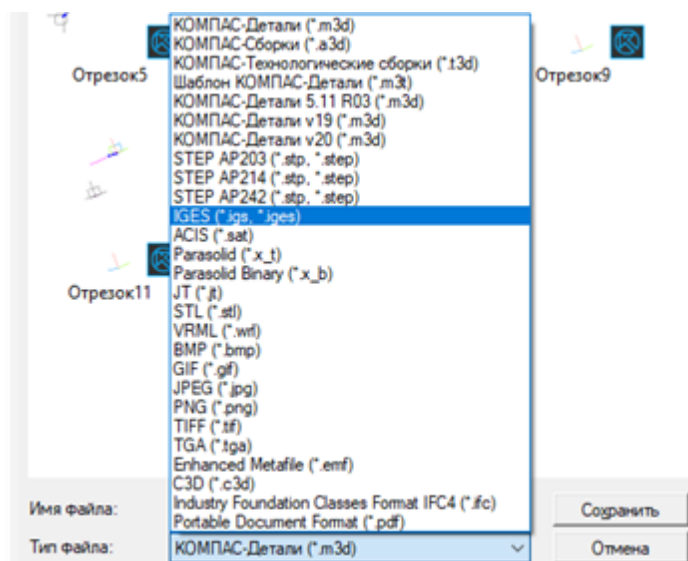 КОМПАС-Детали (*.m3d)
КОМПАС-Сборки (*.a3d)
КОМПАС-Технологические сборки (*.t3d)
Шаблон КОМПАС-Детали (*.m3t)
КОМПАС-Детали 5.11 R03 (*.m3d)
КОМПАС-Детали v19 (*.m3d)
КОМПАС-Детали v20 (*.m3d)
STEP AP203 (*.stp, *.step)
STEP AP214 (*.stp, *.step)
STEP AP242 (*.stp, *.step)
IGES (*.igs, *.iges)
ACIS (*.sat)
Parasolid (*.x_t)
Parasolid Binary (*.x_b)
JT (*.jt)
STL (*.stl)
VRML (*.wrl)
BMP (*.bmp)
GIF (*.gif)
JPEG (*.jpg)
PNG (*.png)
TIFF (*.tif)
TGA (*.tga)
Enhanced Metafile (*.emf)
C3D (*.c3d)
Industry Foundation Classes Format IFC4 (*.ifc)
Portable Document Format (*.pdf)
Отрезок5
Отрезок9
Отрезок11
Имя файла:
Сохранить
Тип файла:
КОМПАС-Детали (*.m3d)
Отмена